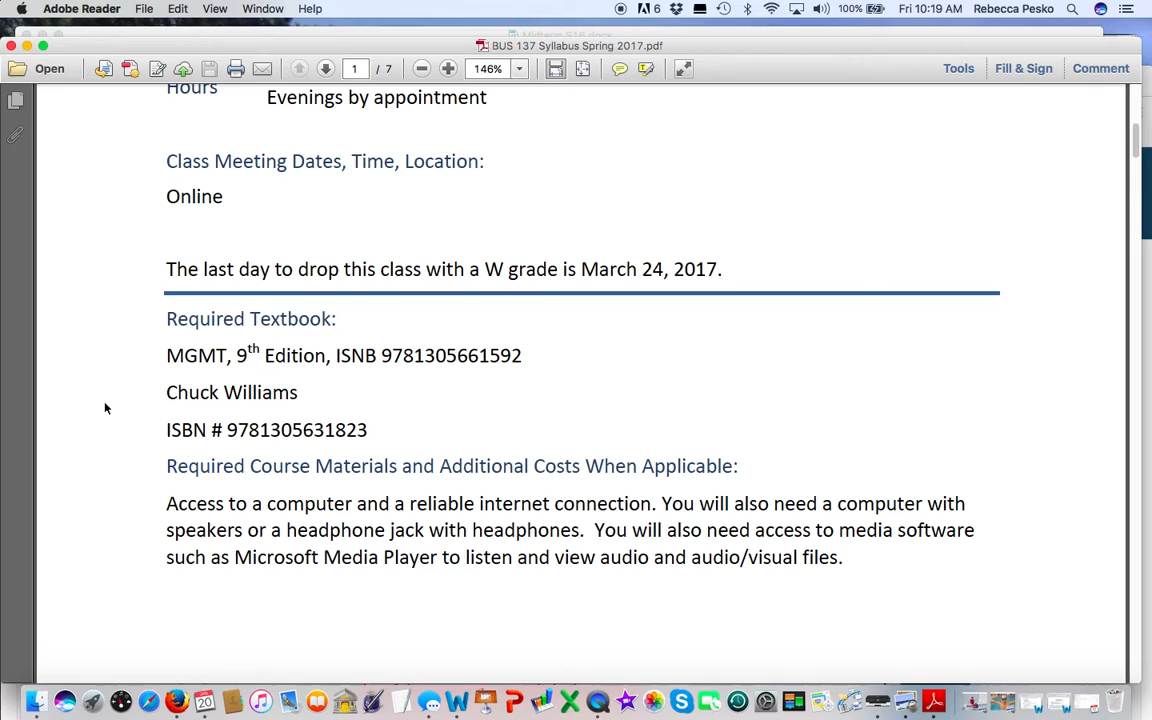 Adobe Reader File Edit View Window Help 6 100% Fri 10:19 AM Rebecca Pesko
Midterm S16.docx
BUS 137 Syllabus Spring 2017.pdf
Open 1 / 7 146% Tools Fill & Sign Comment
Hours
Evenings by appointment
Class Meeting Dates, Time, Location:
Online
The last day to drop this class with a W grade is March 24, 2017.
Required Textbook:
MGMT, 9th Edition, ISNB 9781305661592
Chuck Williams
ISBN # 9781305631823
Required Course Materials and Additional Costs When Applicable:
Access to a computer and a reliable internet connection. You will also need a computer with
speakers or a headphone jack with headphones.  You will also need access to media software
such as Microsoft Media Player to listen and view audio and audio/visual files.
20